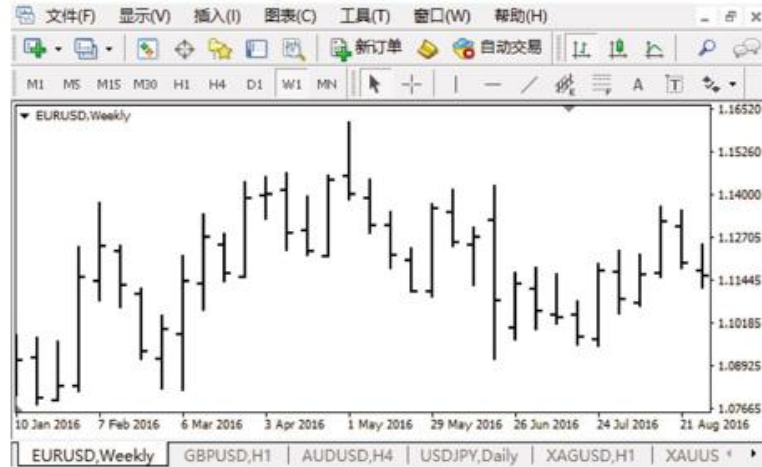 文件(F) 显示(V) 插入(I) 图表(C) 工具(T) 窗口(W) 帮助(H)
新订单 自动交易
M1 M5 M15 M30 H1 H4 D1 W1 MN E F A T
EURUSD,Weekly
1.16520
1.15260
1.14000
1.12705
1.11445
1.10185
1.08925
1.07665
10 Jan 2016 7 Feb 2016 6 Mar 2016 3 Apr 2016 1 May 2016 29 May 2016 26 Jun 2016 24 Jul 2016 21 Aug 2016
EURUSD,Weekly | GBPUSD,H1 | AUDUSD,H4 | USDJPY,Daily | XAGUSD,H1 | XAUUS